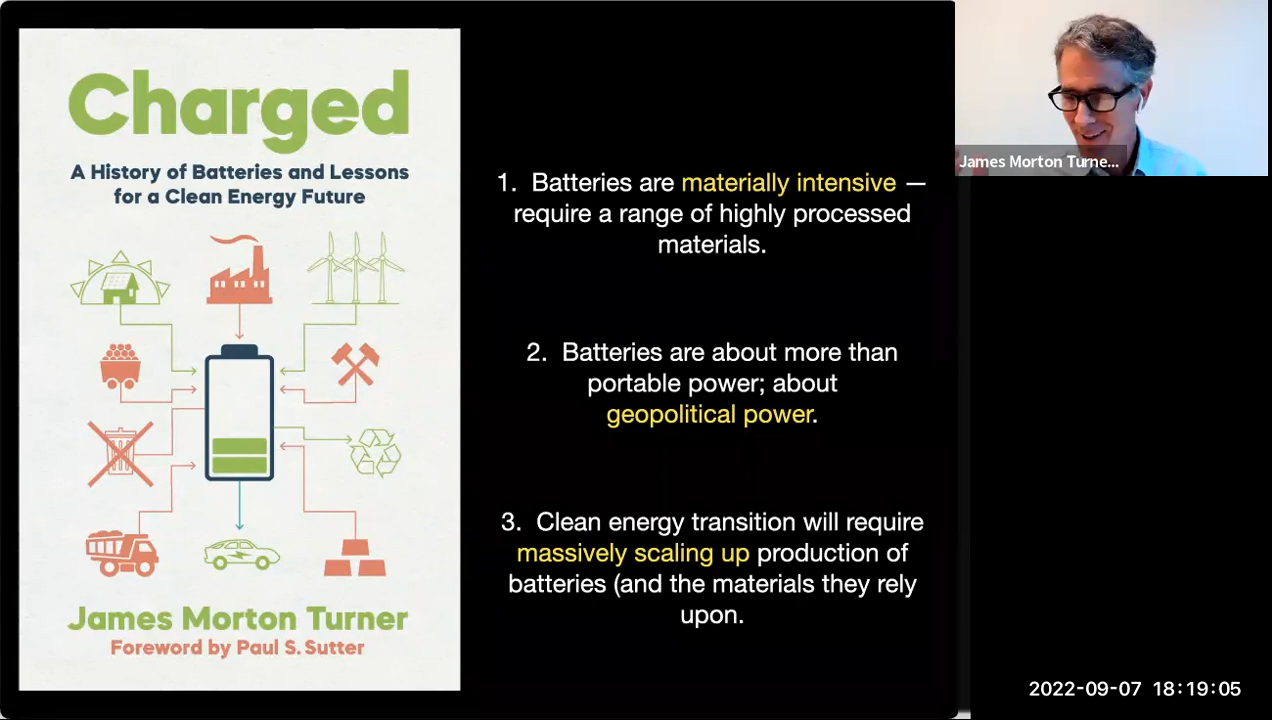 Charged
A History of Batteries and Lessons
for a Clean Energy Future
James Morton Turner
Foreword by Paul S. Sutter
1. Batteries are materially intensive —
require a range of highly processed
materials.
2. Batteries are about more than
portable power; about
geopolitical power.
3. Clean energy transition will require
massively scaling up production of
batteries (and the materials they rely
upon.
James Morton Turne...
2022-09-07 18:19:05